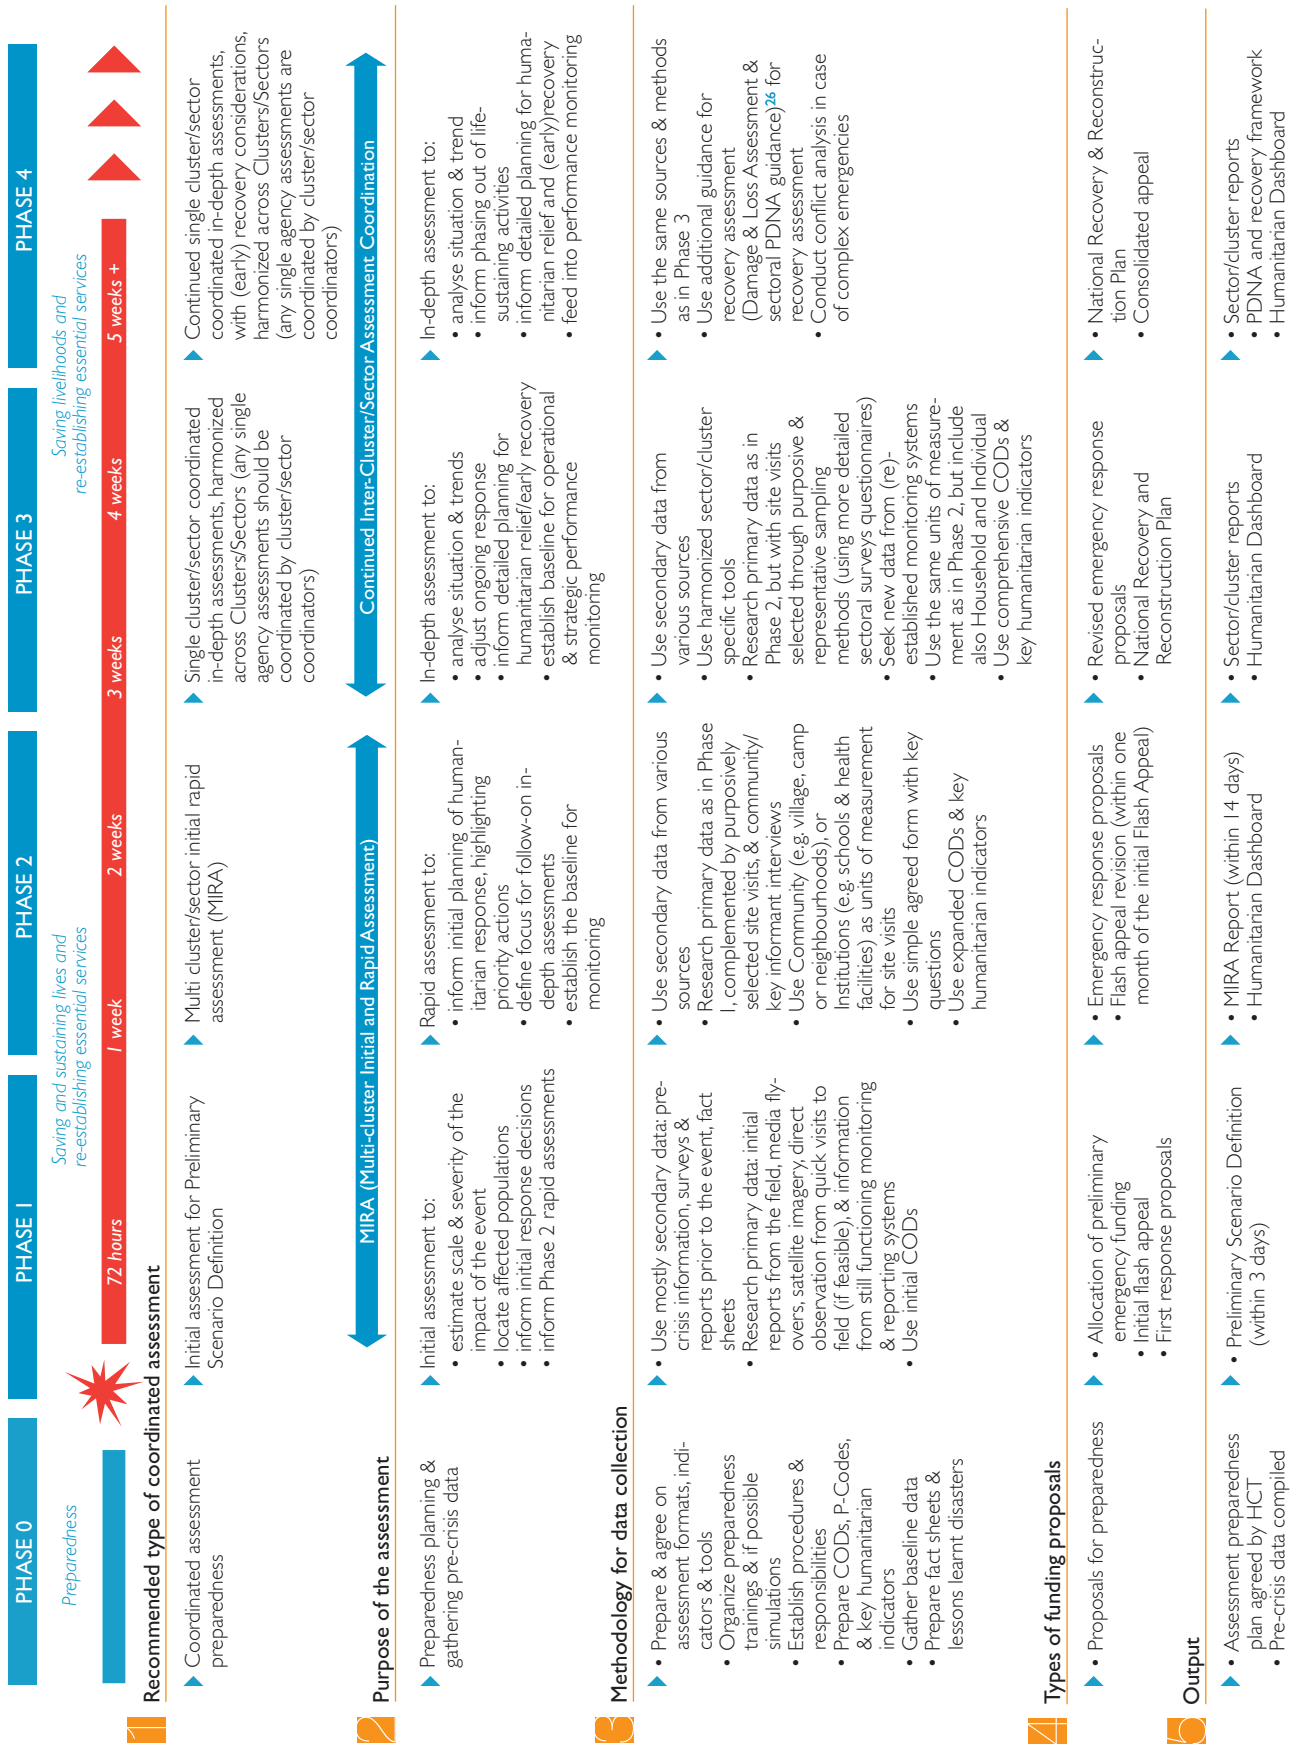 PHASE 0
PHASE I
PHASE 2
PHASE 3
PHASE 4
Preparedness
Saving and sustaining lives and
re-establishing essential services
Saving livelihoods and
re-establishing essential services
72 hours
1 week
2 weeks
3 weeks
4 weeks
5 weeks +
1
Recommended type of coordinated assessment
Coordinated assessment
preparedness
Initial assessment for Preliminary
Scenario Definition
Multi cluster/sector initial rapid
assessment (MIRA)
Single cluster/sector coordinated
in-depth assessments, harmonized
across Clusters/Sectors (any single
agency assessments should be
coordinated by cluster/sector
coordinators)
Continued single cluster/sector
coordinated in-depth assessments,
with (early) recovery considerations,
harmonized across Clusters/Sectors
(any single agency assessments are
coordinated by cluster/sector
coordinators)
MIRA (Multi-cluster Initial and Rapid Assessment)
Continued Inter-Cluster/Sector Assessment Coordination
2
Purpose of the assessment
Preparedness planning &
gathering pre-crisis data
Initial assessment to:
• estimate scale & severity of the
impact of the event
• locate affected populations
• inform initial response decisions
• inform Phase 2 rapid assessments
Rapid assessment to:
• inform initial planning of human-
itarian response, highlighting
priority actions
• define focus for follow-on in-
depth assessments
• establish the baseline for
monitoring
In-depth assessment to:
• analyse situation & trends
• adjust ongoing response
• inform detailed planning for
humanitarian relief/early recovery
• establish baseline for operational
& strategic performance
monitoring
In-depth assessment to:
• analyse situation & trend
• inform phasing out of life-
sustaining activities
• inform detailed planning for huma-
nitarian relief and (early)recovery
• feed into performance monitoring
3
Methodology for data collection
• Prepare & agree on
assessment formats, indi-
cators & tools
• Organize preparedness
trainings & if possible
simulations
• Establish procedures &
responsibilities
• Prepare CODs, P-Codes,
& key humanitarian
indicators
• Gather baseline data
• Prepare fact sheets &
lessons learnt disasters
• Use mostly secondary data: pre-
crisis information, surveys &
reports prior to the event, fact
sheets
• Research primary data: initial
reports from the field, media fly-
overs, satellite imagery, direct
observation from quick visits to
field (if feasible), & information
from still functioning monitoring
& reporting systems
• Use initial CODs
• Use secondary data from various
sources
• Research primary data as in Phase
I, complemented by purposively
selected site visits, & community/
key informant interviews
• Use Community (e.g. village, camp
or neighbourhoods), or
Institutions (e.g. schools & health
facilities) as units of measurement
for site visits
• Use simple agreed form with key
questions
• Use expanded CODs & key
humanitarian indicators
• Use secondary data from
various sources
• Use harmonized sector/cluster
specific tools
• Research primary data as in
Phase 2, but with site visits
selected through purposive &
representative sampling
methods (using more detailed
sectoral surveys questionnaires)
• Seek new data from (re)-
established monitoring systems
• Use the same units of measure-
ment as in Phase 2, but include
also Household and Individual
• Use comprehensive CODs &
key humanitarian indicators
• Use the same sources & methods
as in Phase 3
• Use additional guidance for
recovery assessment
(Damage & Loss Assessment &
sectoral PDNA guidance)26 for
recovery assessment
• Conduct conflict analysis in case
of complex emergencies
4
Types of funding proposals
• Proposals for preparedness
• Allocation of preliminary
emergency funding
• Initial flash appeal
• First response proposals
• Emergency response proposals
• Flash appeal revision (within one
month of the initial Flash Appeal)
• Revised emergency response
proposals
• National Recovery and
Reconstruction Plan
• National Recovery & Reconstruc-
tion Plan
• Consolidated appeal
5
Output
• Assessment preparedness
plan agreed by HCT
• Pre-crisis data compiled
• Preliminary Scenario Definition
(within 3 days)
• MIRA Report (within 14 days)
• Humanitarian Dashboard
• Sector/cluster reports
• Humanitarian Dashboard
• Sector/cluster reports
• PDNA and recovery framework
• Humanitarian Dashboard